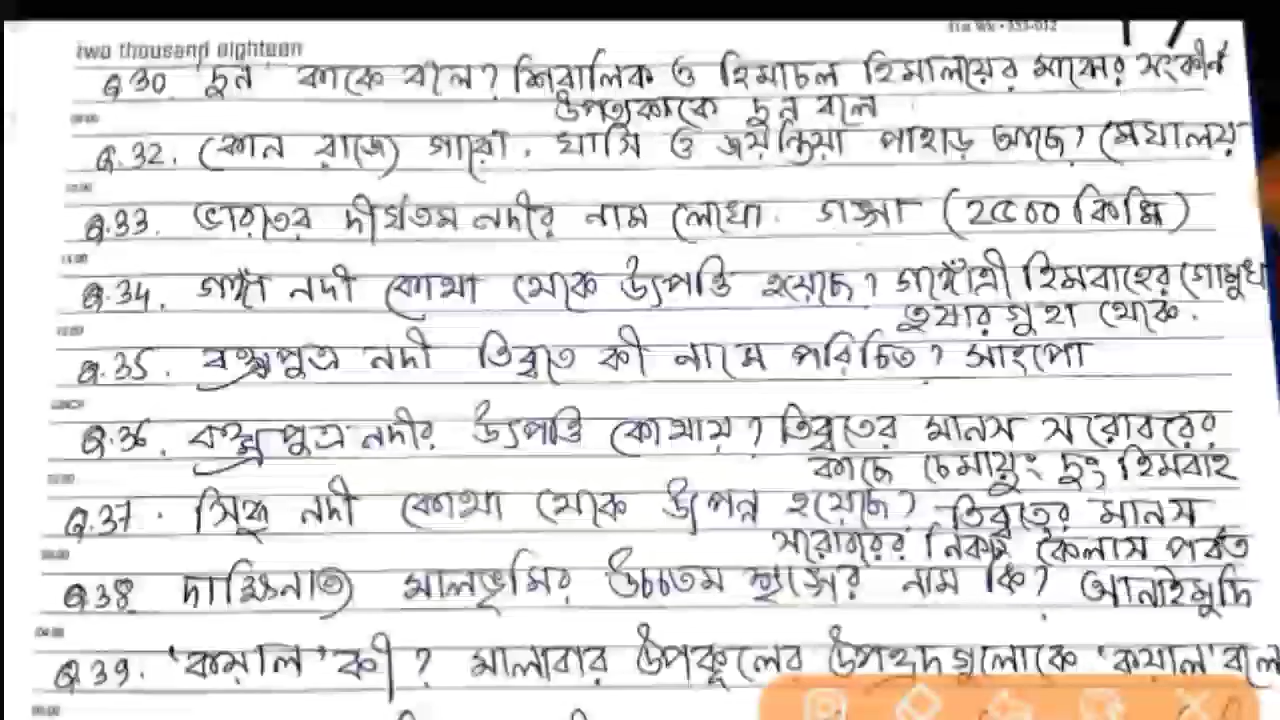 two thousand eighteen
Q30. 'দুন' কাকে বলে? শিবালিক ও হিমাচল হিমালয়ের মাঝের সংকীর্ণ
উপত্যকাকে দুন বলে
Q.32. কোন রাজ্যে গারো. খাসি ও জয়ন্তিয়া পাহাড় আছে? মেঘালয়
Q.33. ভারতের দীর্ঘতম নদীর নাম লেখো. গঙ্গা (২৫০০ কিমি)
Q.34. গঙ্গা নদী কোথা থেকে উৎপত্তি হয়েছে? গঙ্গোত্রী হিমবাহের গোমুখ
তুষার গুহা থেকে.
Q.35. ব্রহ্মপুত্র নদী তিব্বতে কী নামে পরিচিত? সাংপো
Q.36. ব্রহ্মপুত্র নদীর উৎপত্তি কোথায়? তিব্বতের মানস সরোবরের
কাছে চেমায়ুং দুং হিমবাহ
Q.37. সিন্ধু নদী কোথা থেকে উৎপন্ন হয়েছে? তিব্বতের মানস
সরোবরের নিকট কৈলাস পর্বত
Q38 দাক্ষিনাত্য মালভূমির উচ্চতম শৃঙ্গের নাম কি? আনাইমুদি
Q.39. 'কয়াল' কী? মালাবার উপকূলের উপহ্রদগুলোকে 'কয়াল' বলে